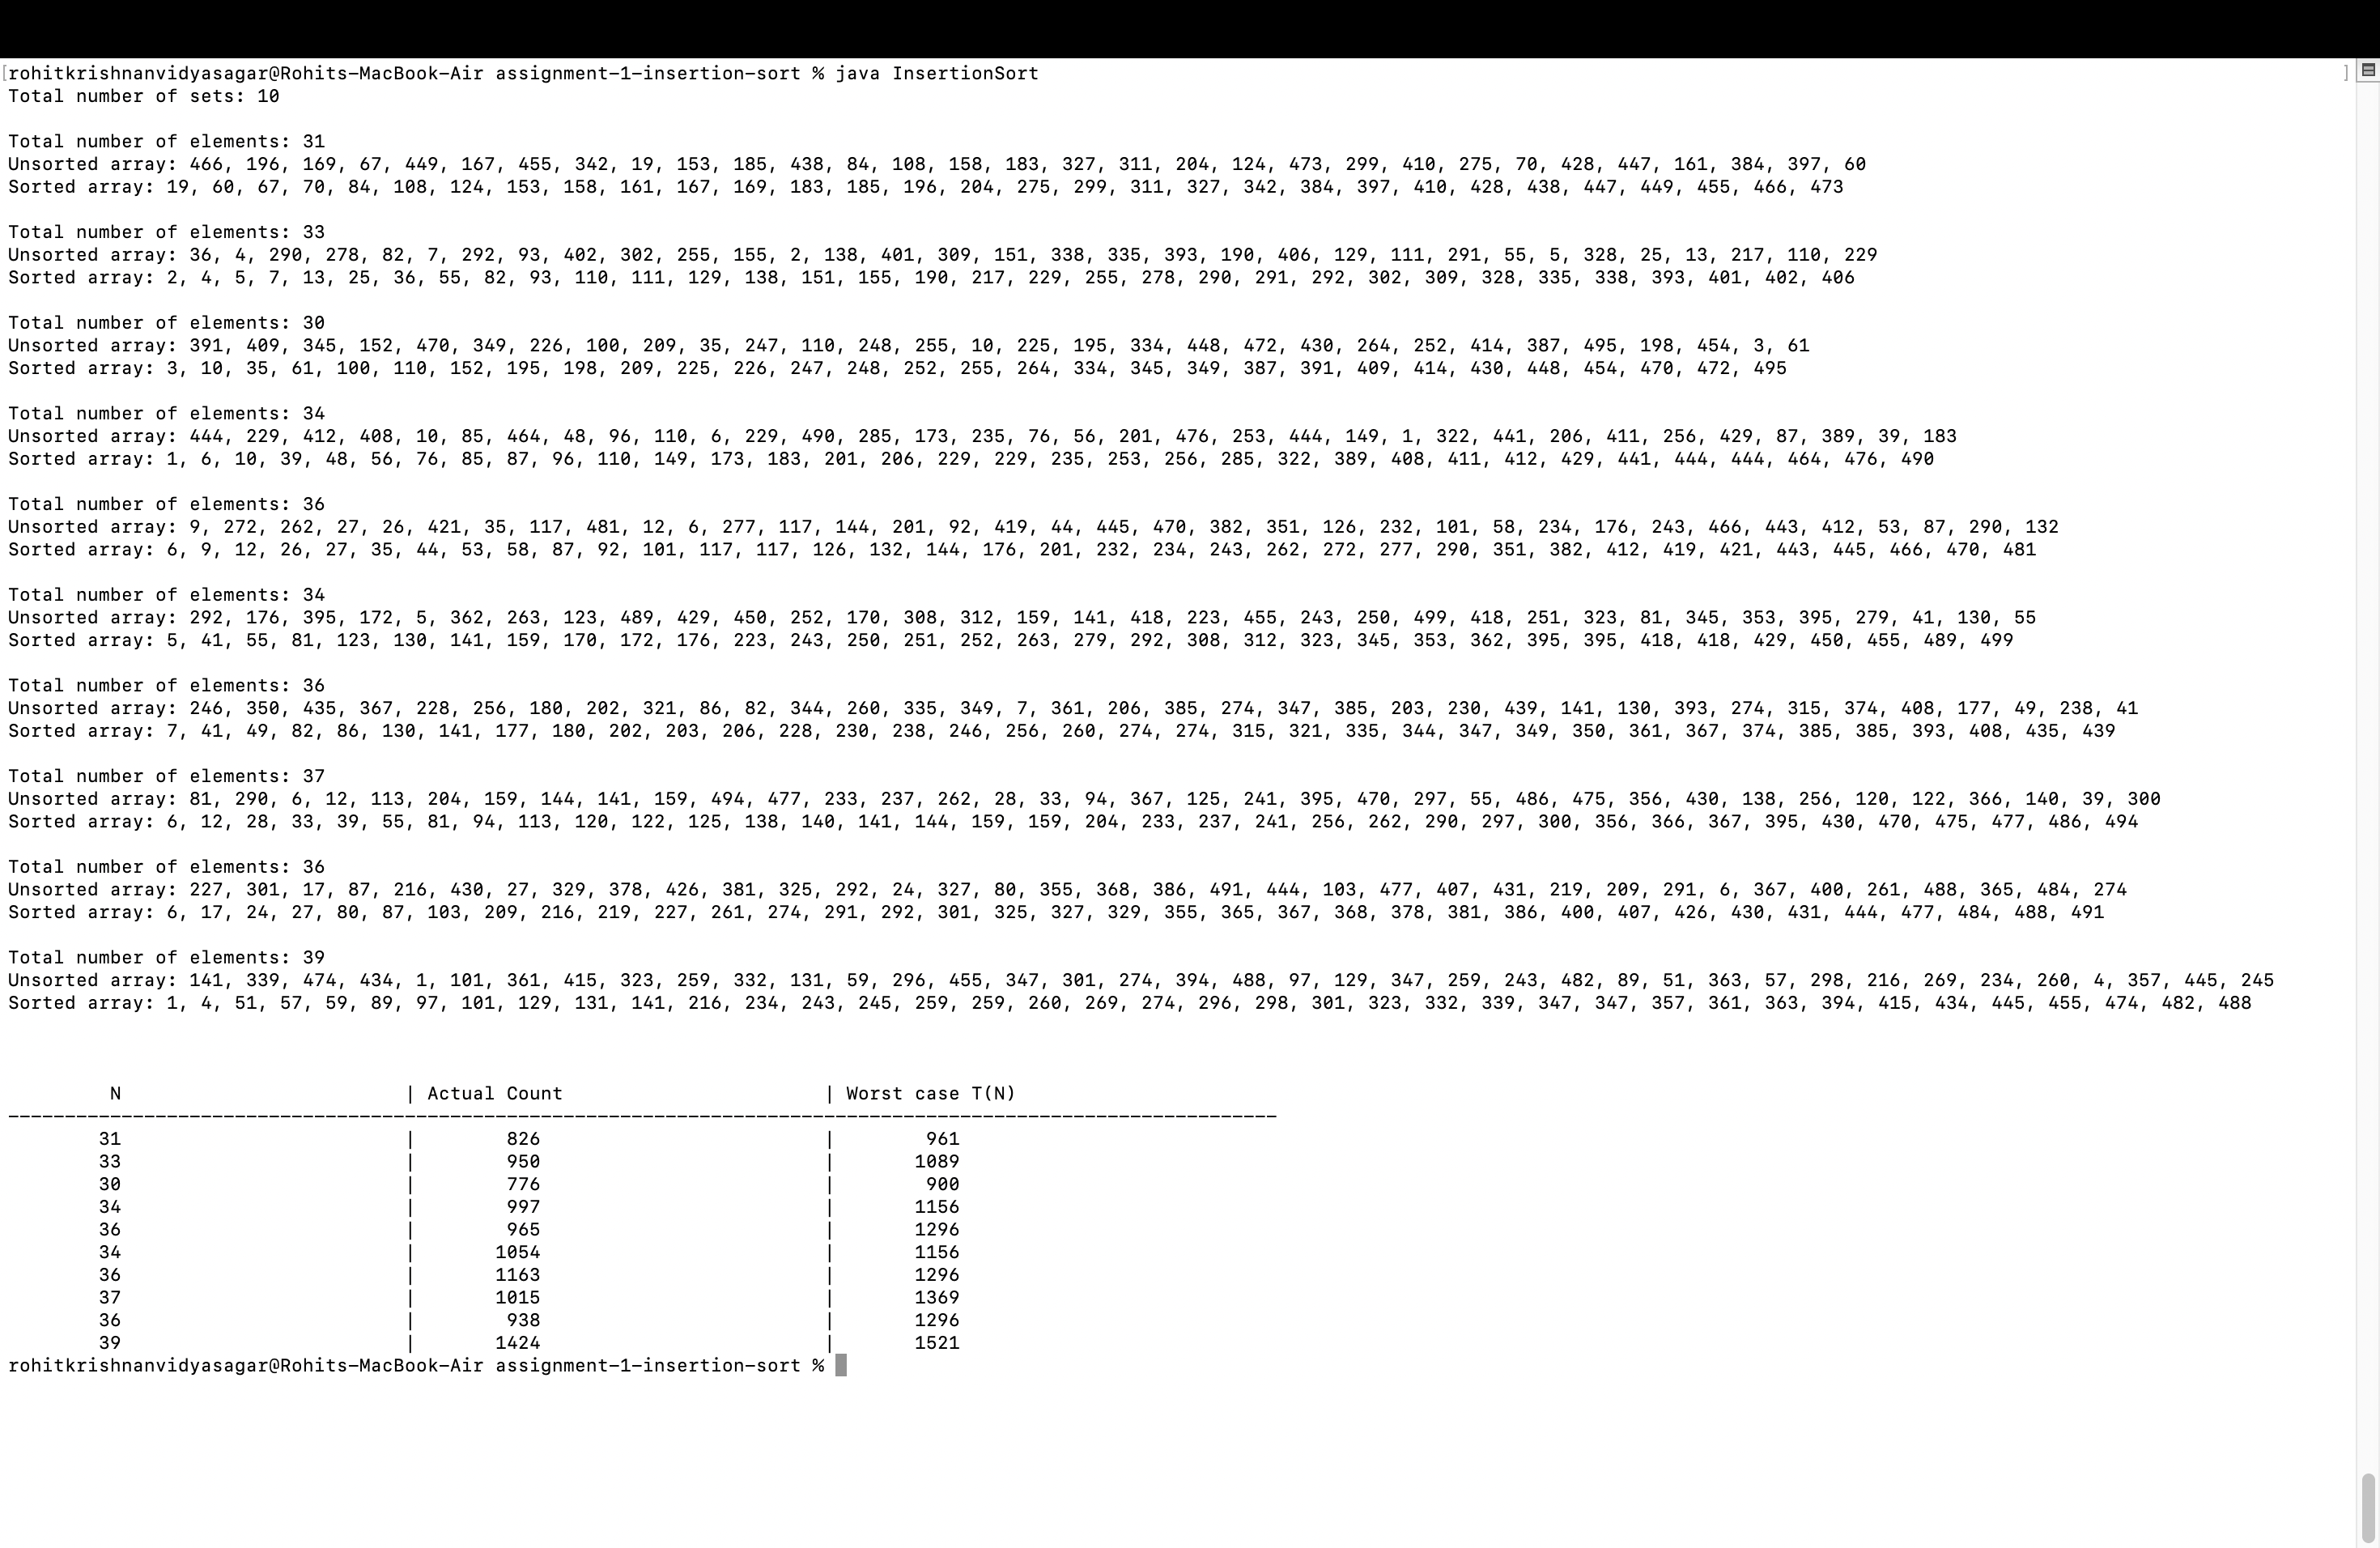 [rohitkrishnanvidyasagar@Rohits-MacBook-Air assignment-1-insertion-sort % java InsertionSort ]
Total number of sets: 10
Total number of elements: 31
Unsorted array: 466, 196, 169, 67, 449, 167, 455, 342, 19, 153, 185, 438, 84, 108, 158, 183, 327, 311, 204, 124, 473, 299, 410, 275, 70, 428, 447, 161, 384, 397, 60
Sorted array: 19, 60, 67, 70, 84, 108, 124, 153, 158, 161, 167, 169, 183, 185, 196, 204, 275, 299, 311, 327, 342, 384, 397, 410, 428, 438, 447, 449, 455, 466, 473
Total number of elements: 33
Unsorted array: 36, 4, 290, 278, 82, 7, 292, 93, 402, 302, 255, 155, 2, 138, 401, 309, 151, 338, 335, 393, 190, 406, 129, 111, 291, 55, 5, 328, 25, 13, 217, 110, 229
Sorted array: 2, 4, 5, 7, 13, 25, 36, 55, 82, 93, 110, 111, 129, 138, 151, 155, 190, 217, 229, 255, 278, 290, 291, 292, 302, 309, 328, 335, 338, 393, 401, 402, 406
Total number of elements: 30
Unsorted array: 391, 409, 345, 152, 470, 349, 226, 100, 209, 35, 247, 110, 248, 255, 10, 225, 195, 334, 448, 472, 430, 264, 252, 414, 387, 495, 198, 454, 3, 61
Sorted array: 3, 10, 35, 61, 100, 110, 152, 195, 198, 209, 225, 226, 247, 248, 252, 255, 264, 334, 345, 349, 387, 391, 409, 414, 430, 448, 454, 470, 472, 495
Total number of elements: 34
Unsorted array: 444, 229, 412, 408, 10, 85, 464, 48, 96, 110, 6, 229, 490, 285, 173, 235, 76, 56, 201, 476, 253, 444, 149, 1, 322, 441, 206, 411, 256, 429, 87, 389, 39, 183
Sorted array: 1, 6, 10, 39, 48, 56, 76, 85, 87, 96, 110, 149, 173, 183, 201, 206, 229, 229, 235, 253, 256, 285, 322, 389, 408, 411, 412, 429, 441, 444, 444, 464, 476, 490
Total number of elements: 36
Unsorted array: 9, 272, 262, 27, 26, 421, 35, 117, 481, 12, 6, 277, 117, 144, 201, 92, 419, 44, 445, 470, 382, 351, 126, 232, 101, 58, 234, 176, 243, 466, 443, 412, 53, 87, 290, 132
Sorted array: 6, 9, 12, 26, 27, 35, 44, 53, 58, 87, 92, 101, 117, 117, 126, 132, 144, 176, 201, 232, 234, 243, 262, 272, 277, 290, 351, 382, 412, 419, 421, 443, 445, 466, 470, 481
Total number of elements: 34
Unsorted array: 292, 176, 395, 172, 5, 362, 263, 123, 489, 429, 450, 252, 170, 308, 312, 159, 141, 418, 223, 455, 243, 250, 499, 418, 251, 323, 81, 345, 353, 395, 279, 41, 130, 55
Sorted array: 5, 41, 55, 81, 123, 130, 141, 159, 170, 172, 176, 223, 243, 250, 251, 252, 263, 279, 292, 308, 312, 323, 345, 353, 362, 395, 395, 418, 418, 429, 450, 455, 489, 499
Total number of elements: 36
Unsorted array: 246, 350, 435, 367, 228, 256, 180, 202, 321, 86, 82, 344, 260, 335, 349, 7, 361, 206, 385, 274, 347, 385, 203, 230, 439, 141, 130, 393, 274, 315, 374, 408, 177, 49, 238, 41
Sorted array: 7, 41, 49, 82, 86, 130, 141, 177, 180, 202, 203, 206, 228, 230, 238, 246, 256, 260, 274, 274, 315, 321, 335, 344, 347, 349, 350, 361, 367, 374, 385, 385, 393, 408, 435, 439
Total number of elements: 37
Unsorted array: 81, 290, 6, 12, 113, 204, 159, 144, 141, 159, 494, 477, 233, 237, 262, 28, 33, 94, 367, 125, 241, 395, 470, 297, 55, 486, 475, 356, 430, 138, 256, 120, 122, 366, 140, 39, 300
Sorted array: 6, 12, 28, 33, 39, 55, 81, 94, 113, 120, 122, 125, 138, 140, 141, 144, 159, 159, 204, 233, 237, 241, 256, 262, 290, 297, 300, 356, 366, 367, 395, 430, 470, 475, 477, 486, 494
Total number of elements: 36
Unsorted array: 227, 301, 17, 87, 216, 430, 27, 329, 378, 426, 381, 325, 292, 24, 327, 80, 355, 368, 386, 491, 444, 103, 477, 407, 431, 219, 209, 291, 6, 367, 400, 261, 488, 365, 484, 274
Sorted array: 6, 17, 24, 27, 80, 87, 103, 209, 216, 219, 227, 261, 274, 291, 292, 301, 325, 327, 329, 355, 365, 367, 368, 378, 381, 386, 400, 407, 426, 430, 431, 444, 477, 484, 488, 491
Total number of elements: 39
Unsorted array: 141, 339, 474, 434, 1, 101, 361, 415, 323, 259, 332, 131, 59, 296, 455, 347, 301, 274, 394, 488, 97, 129, 347, 259, 243, 482, 89, 51, 363, 57, 298, 216, 269, 234, 260, 4, 357, 445, 245
Sorted array: 1, 4, 51, 57, 59, 89, 97, 101, 129, 131, 141, 216, 234, 243, 245, 259, 259, 260, 269, 274, 296, 298, 301, 323, 332, 339, 347, 347, 357, 361, 363, 394, 415, 434, 445, 455, 474, 482, 488
N | Actual Count | Worst case T(N)
31 | 826 | 961
33 | 950 | 1089
30 | 776 | 900
34 | 997 | 1156
36 | 965 | 1296
34 | 1054 | 1156
36 | 1163 | 1296
37 | 1015 | 1369
36 | 938 | 1296
39 | 1424 | 1521
rohitkrishnanvidyasagar@Rohits-MacBook-Air assignment-1-insertion-sort %